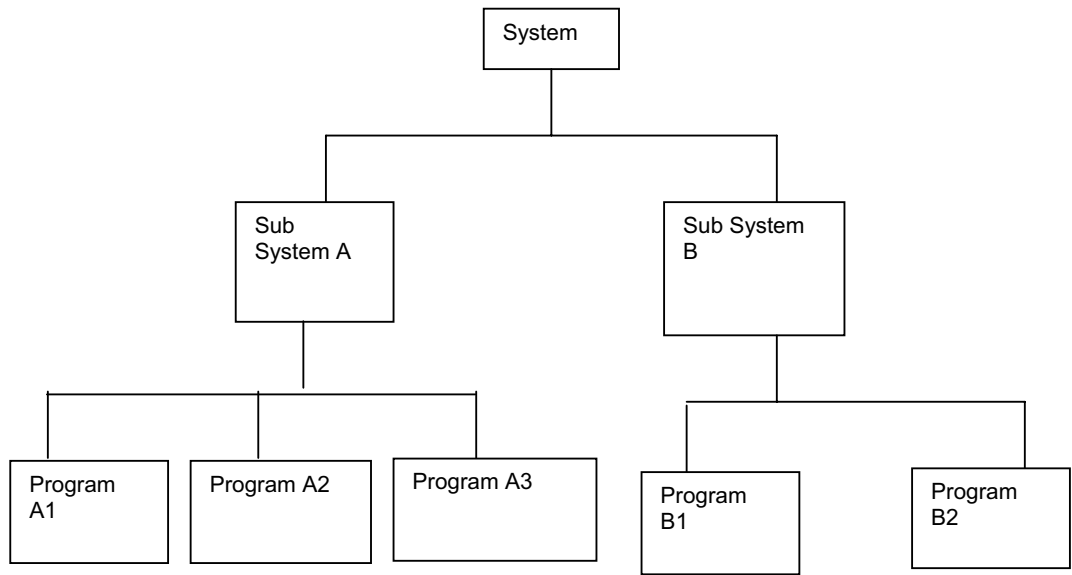 System
Sub
System A
Sub System
B
Program
A1
Program A2
Program A3
Program
B1
Program
B2